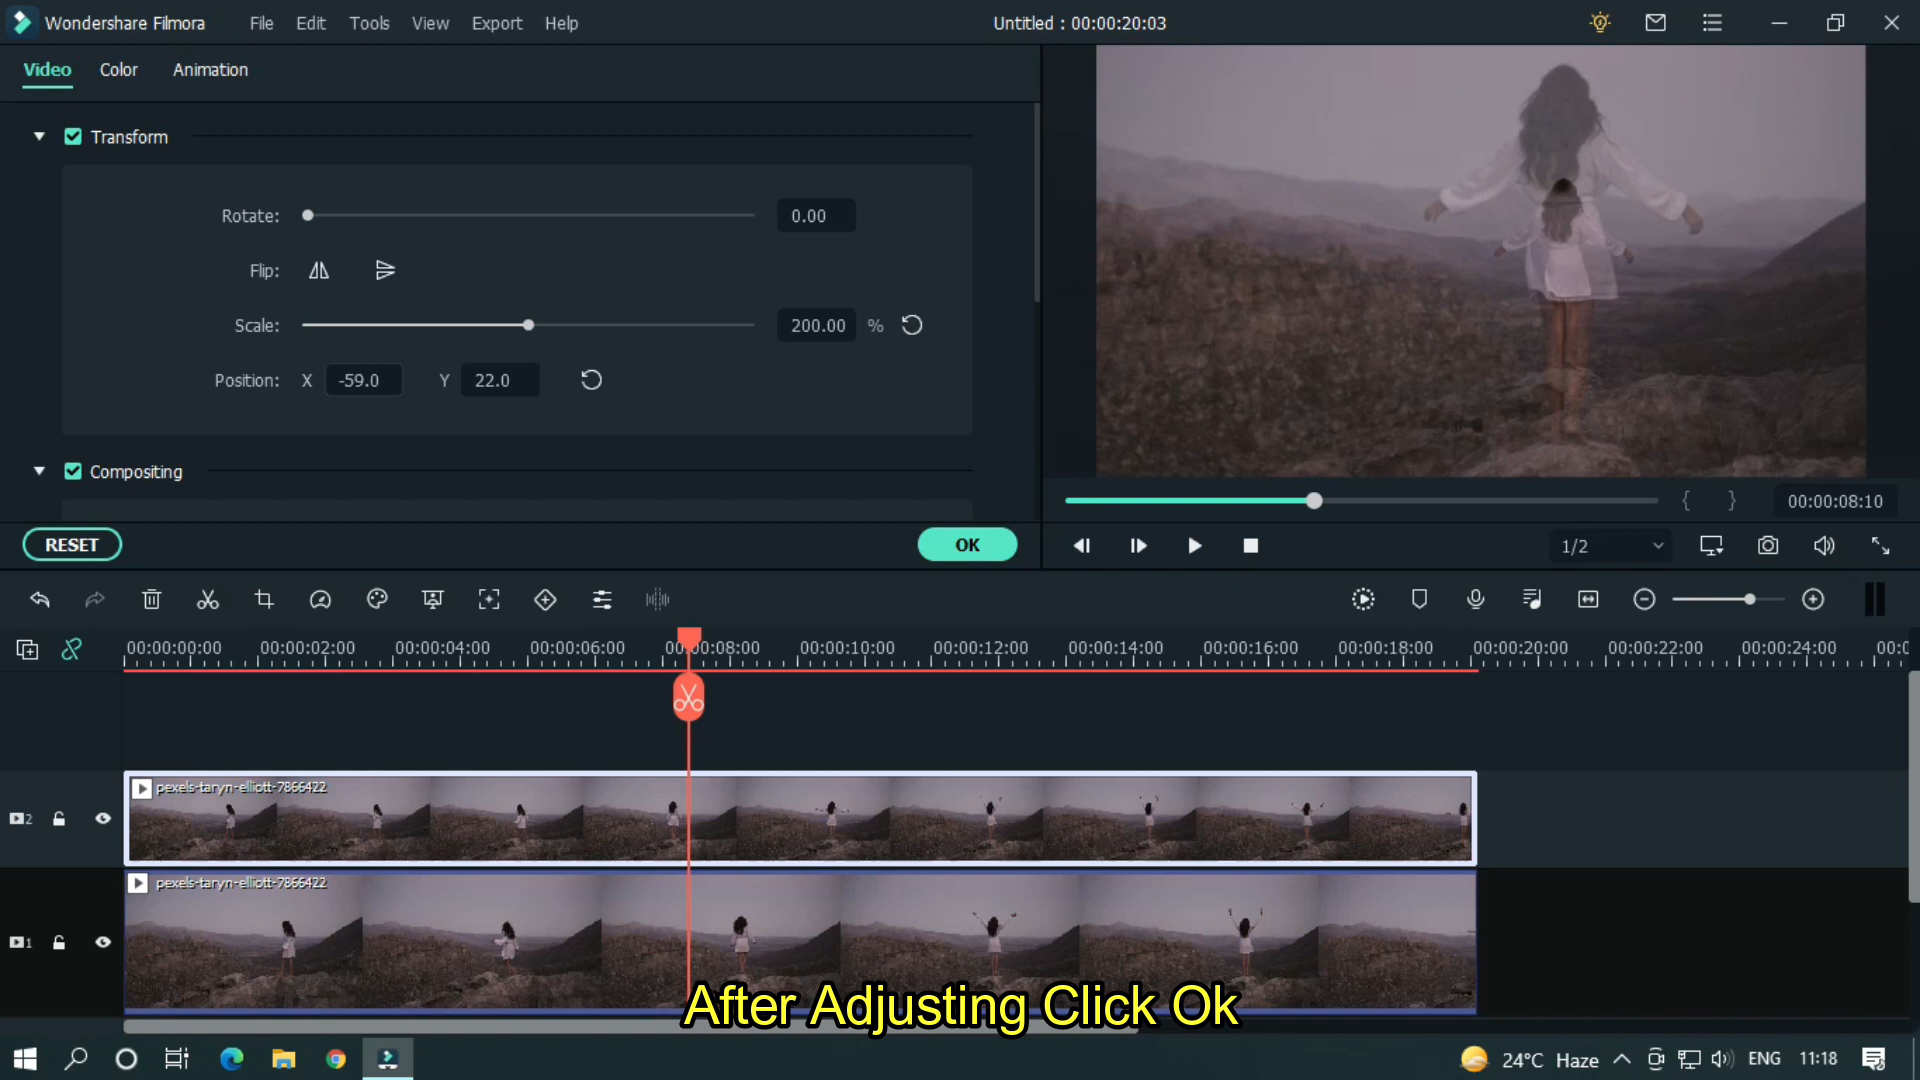 Wondershare Filmora File Edit Tools View Export Help Untitled : 00:00:20:03
Video Color Animation
Transform
Rotate: 0.00
Flip:
Scale: 200.00 %
Position: X -59.0 Y 22.0
Compositing
RESET OK
{ } 00:00:08:10
1/2
00:00:00:00 00:00:02:00 00:00:04:00 00:00:06:00 00:00:08:00 00:00:10:00 00:00:12:00 00:00:14:00 00:00:16:00 00:00:18:00 00:00:20:00 00:00:22:00 00:00:24:00
pexels-taryn-elliott-7866422
2
pexels-taryn-elliott-7866422
1
After Adjusting Click Ok
24°C Haze ENG 11:18